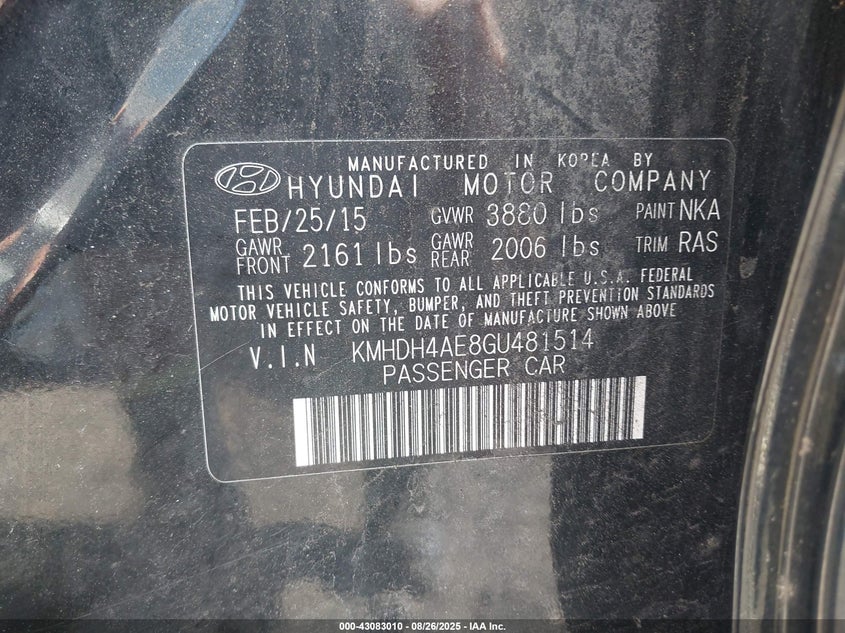 MANUFACTURED IN KOREA BY
HYUNDAI MOTOR COMPANY
FEB/25/15 GVWR 3880 lbs PAINT NKA
GAWR FRONT 2161 lbs GAWR REAR 2006 lbs TRIM RAS
THIS VEHICLE CONFORMS TO ALL APPLICABLE U.S.A. FEDERAL
MOTOR VEHICLE SAFETY, BUMPER, AND THEFT PREVENTION STANDARDS
IN EFFECT ON THE DATE OF MANUFACTURE SHOWN ABOVE
V.I.N KMHDH4AE8GU481514
PASSENGER CAR
000-43083010 - 08/26/2025 - IAA Inc.